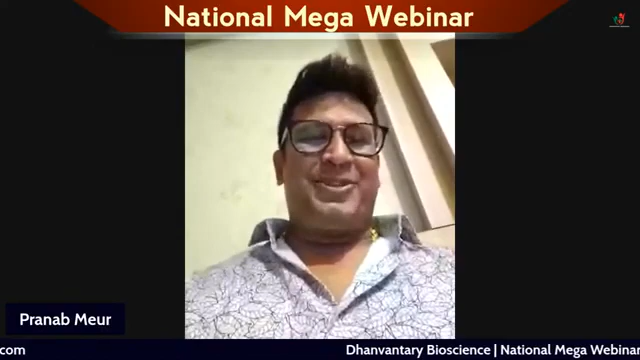 National Mega Webinar
Pranab Meur
.com
Dhanvantary Bioscience | National Mega Webinar